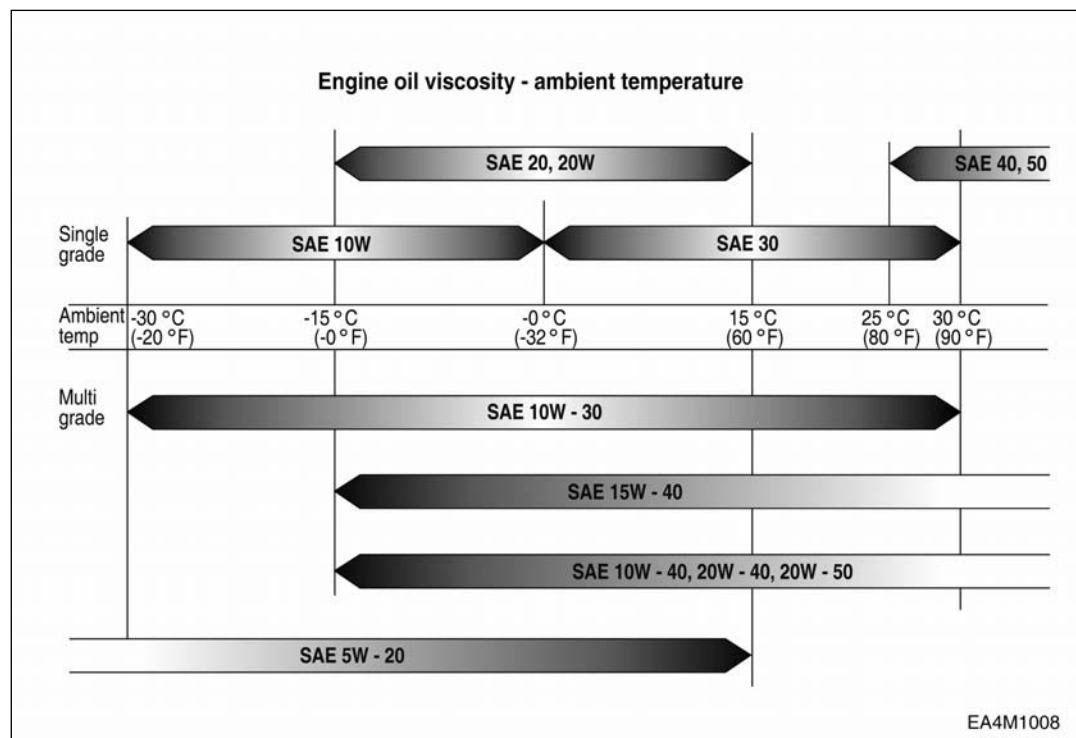 Engine oil viscosity - ambient temperature
SAE 20, 20W
SAE 40, 50
Single
grade
SAE 10W
SAE 30
Ambient
temp
-30 °C
(-20 °F)
-15 °C
(-0 °F)
-0 °C
(-32 °F)
15 °C
(60 °F)
25 °C
(80 °F)
30 °C
(90 °F)
Multi
grade
SAE 10W - 30
SAE 15W - 40
SAE 10W - 40, 20W - 40, 20W - 50
SAE 5W - 20
EA4M1008